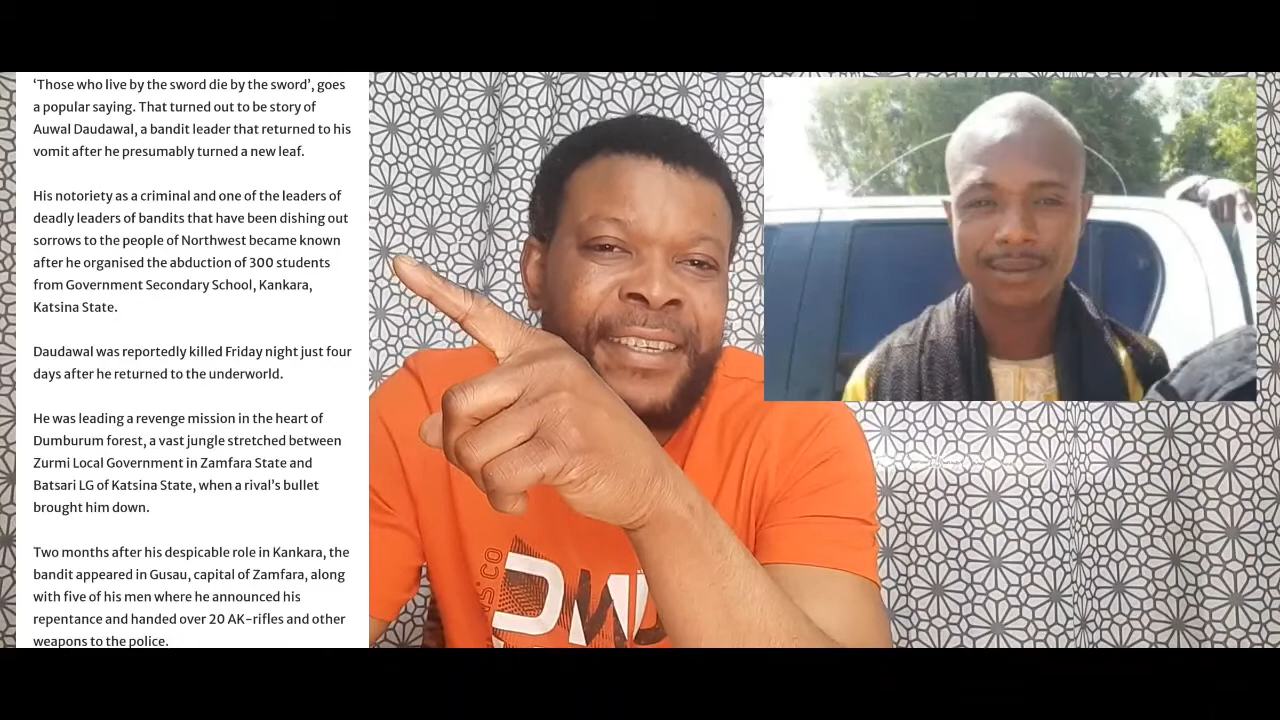 ‘Those who live by the sword die by the sword’, goes
a popular saying. That turned out to be story of
Auwal Daudawal, a bandit leader that returned to his
vomit after he presumably turned a new leaf.
His notoriety as a criminal and one of the leaders of
deadly leaders of bandits that have been dishing out
sorrows to the people of Northwest became known
after he organised the abduction of 300 students
from Government Secondary School, Kankara,
Katsina State.
Daudawal was reportedly killed Friday night just four
days after he returned to the underworld.
He was leading a revenge mission in the heart of
Dumburum forest, a vast jungle stretched between
Zurmi Local Government in Zamfara State and
Batsari LG of Katsina State, when a rival’s bullet
brought him down.
Two months after his despicable role in Kankara, the
bandit appeared in Gusau, capital of Zamfara, along
with five of his men where he announced his
repentance and handed over 20 AK-rifles and other
weapons to the police.